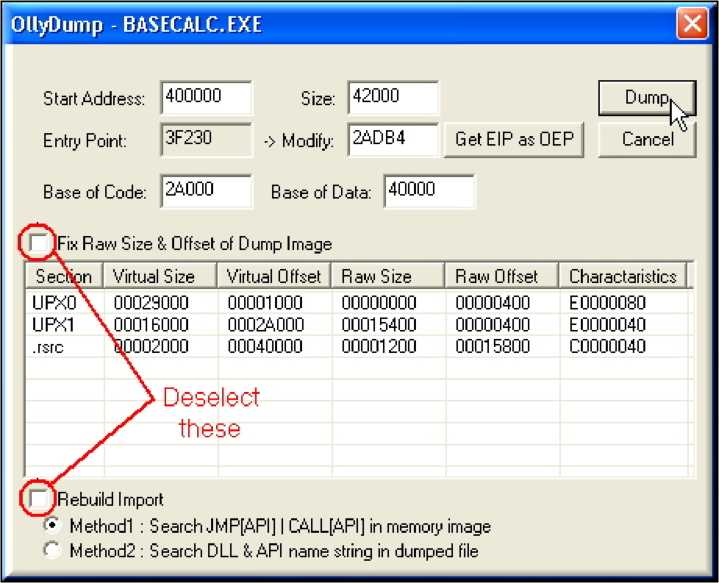 OllyDump - BASECALC.EXE
Start Address: 400000 Size: 42000 Dump
Entry Point: 3F230 -> Modify: 2ADB4 Get EIP as OEP Cancel
Base of Code: 2A000 Base of Data: 40000
Fix Raw Size & Offset of Dump Image
Section Virtual Size Virtual Offset Raw Size Raw Offset Charactaristics
UPX0 00029000 00001000 00000000 00000400 E0000080
UPX1 00016000 0002A000 00015400 00000400 E0000040
.rsrc 00002000 00040000 00001200 00015800 C0000040
Deselect
these
Rebuild Import
Method1 : Search JMP[API] | CALL[API] in memory image
Method2 : Search DLL & API name string in dumped file